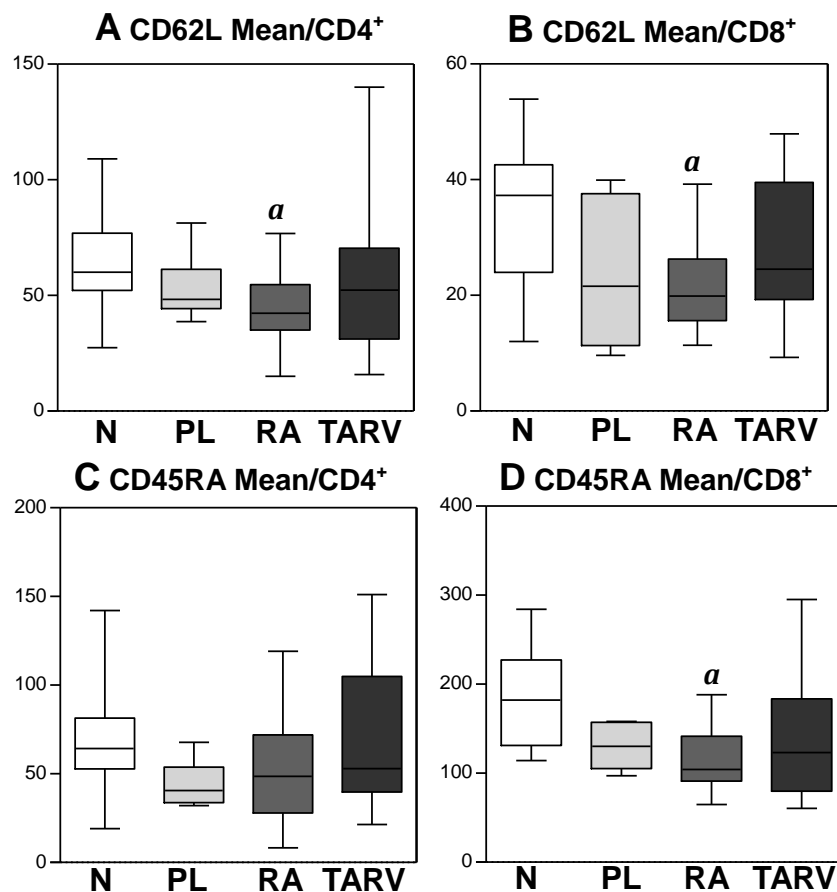 A CD62L Mean/CD4⁺
150
100
50
0
a
N PL RA TARV
B CD62L Mean/CD8⁺
60
40
20
0
a
N PL RA TARV
C CD45RA Mean/CD4⁺
200
150
100
50
0
N PL RA TARV
D CD45RA Mean/CD8⁺
400
300
200
100
0
a
N PL RA TARV